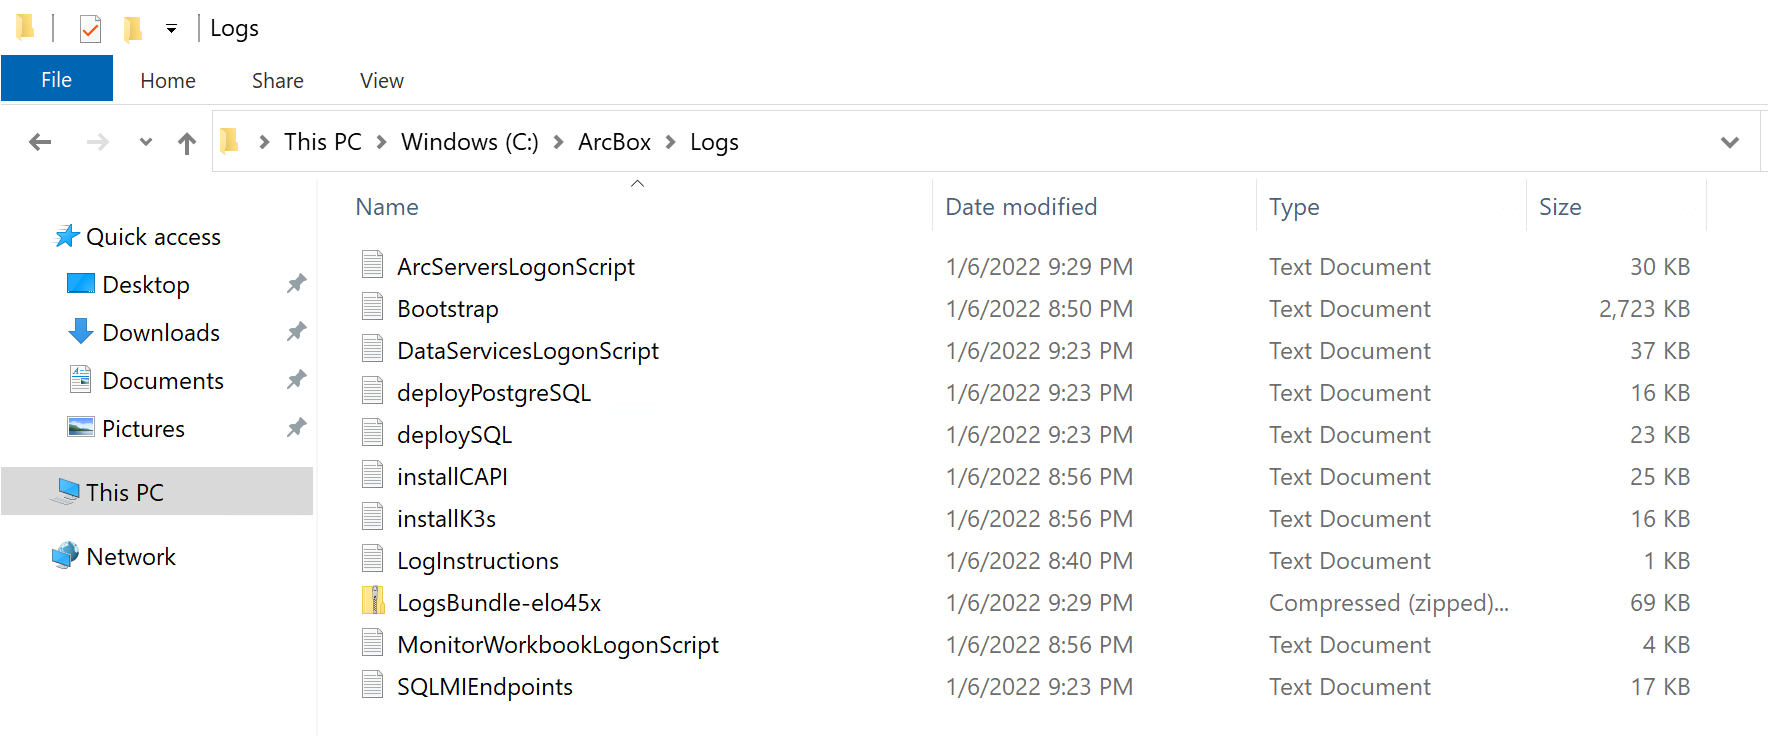 Logs
File Home Share View
This PC Windows (C:) ArcBox Logs
Name Date modified Type Size
Quick access
Desktop
Downloads
Documents
Pictures
This PC
Network
ArcServersLogonScript 1/6/2022 9:29 PM Text Document 30 KB
Bootstrap 1/6/2022 8:50 PM Text Document 2,723 KB
DataServicesLogonScript 1/6/2022 9:23 PM Text Document 37 KB
deployPostgreSQL 1/6/2022 9:23 PM Text Document 16 KB
deploySQL 1/6/2022 9:23 PM Text Document 23 KB
installCAPI 1/6/2022 8:56 PM Text Document 25 KB
installK3s 1/6/2022 8:56 PM Text Document 16 KB
LogInstructions 1/6/2022 8:40 PM Text Document 1 KB
LogsBundle-elo45x 1/6/2022 9:29 PM Compressed (zipped)... 69 KB
MonitorWorkbookLogonScript 1/6/2022 8:56 PM Text Document 4 KB
SQLMIEndpoints 1/6/2022 9:23 PM Text Document 17 KB